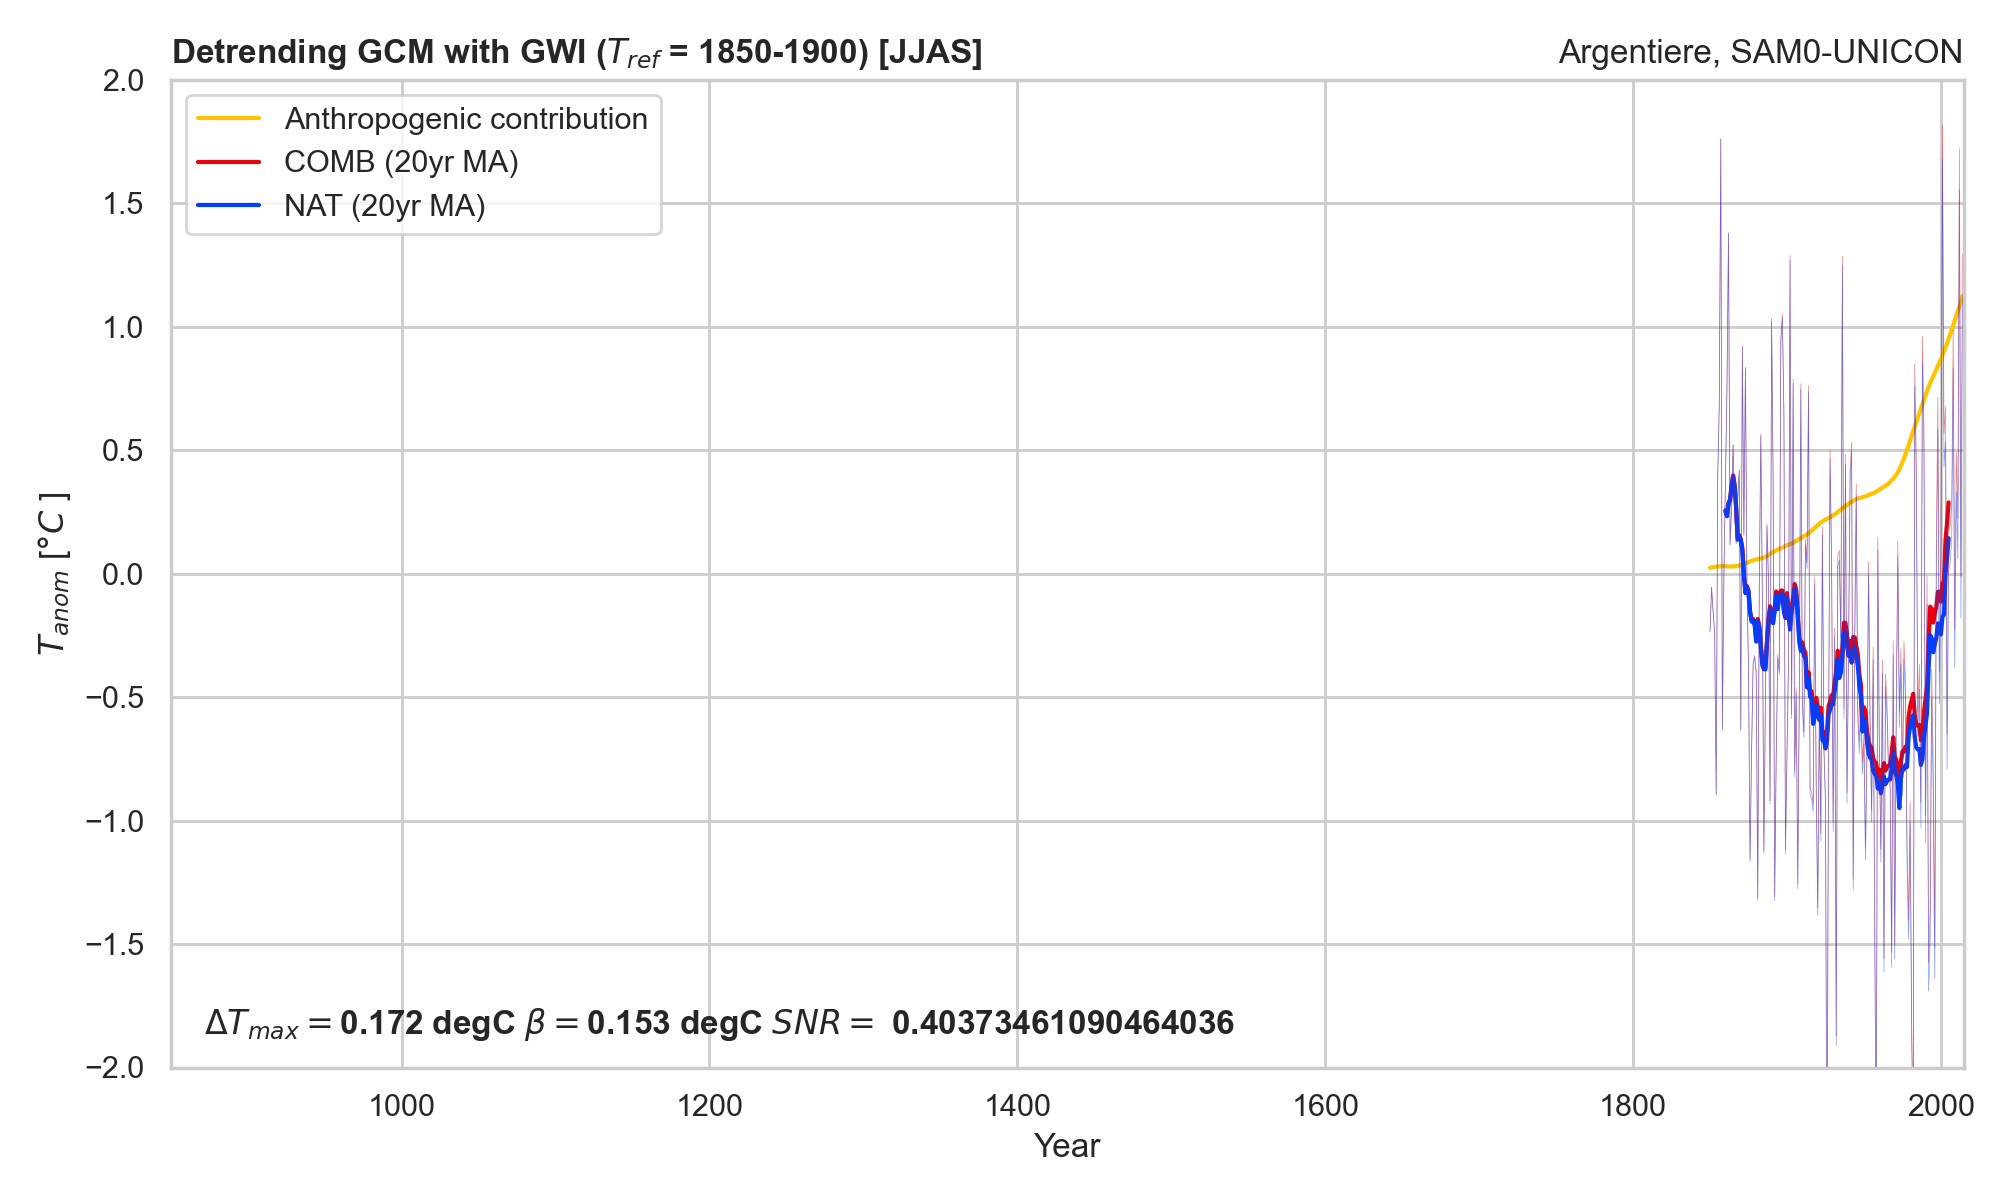 Detrending GCM with GWI (T_ref = 1850-1900) [JJAS]
Argentiere, SAM0-UNICON
Anthropogenic contribution
COMB (20yr MA)
NAT (20yr MA)
2.0
1.5
1.0
0.5
0.0
−0.5
−1.0
−1.5
−2.0
T_anom [°C]
ΔT_max = 0.172 degC β = 0.153 degC SNR = 0.40373461090464036
1000 1200 1400 1600 1800 2000
Year